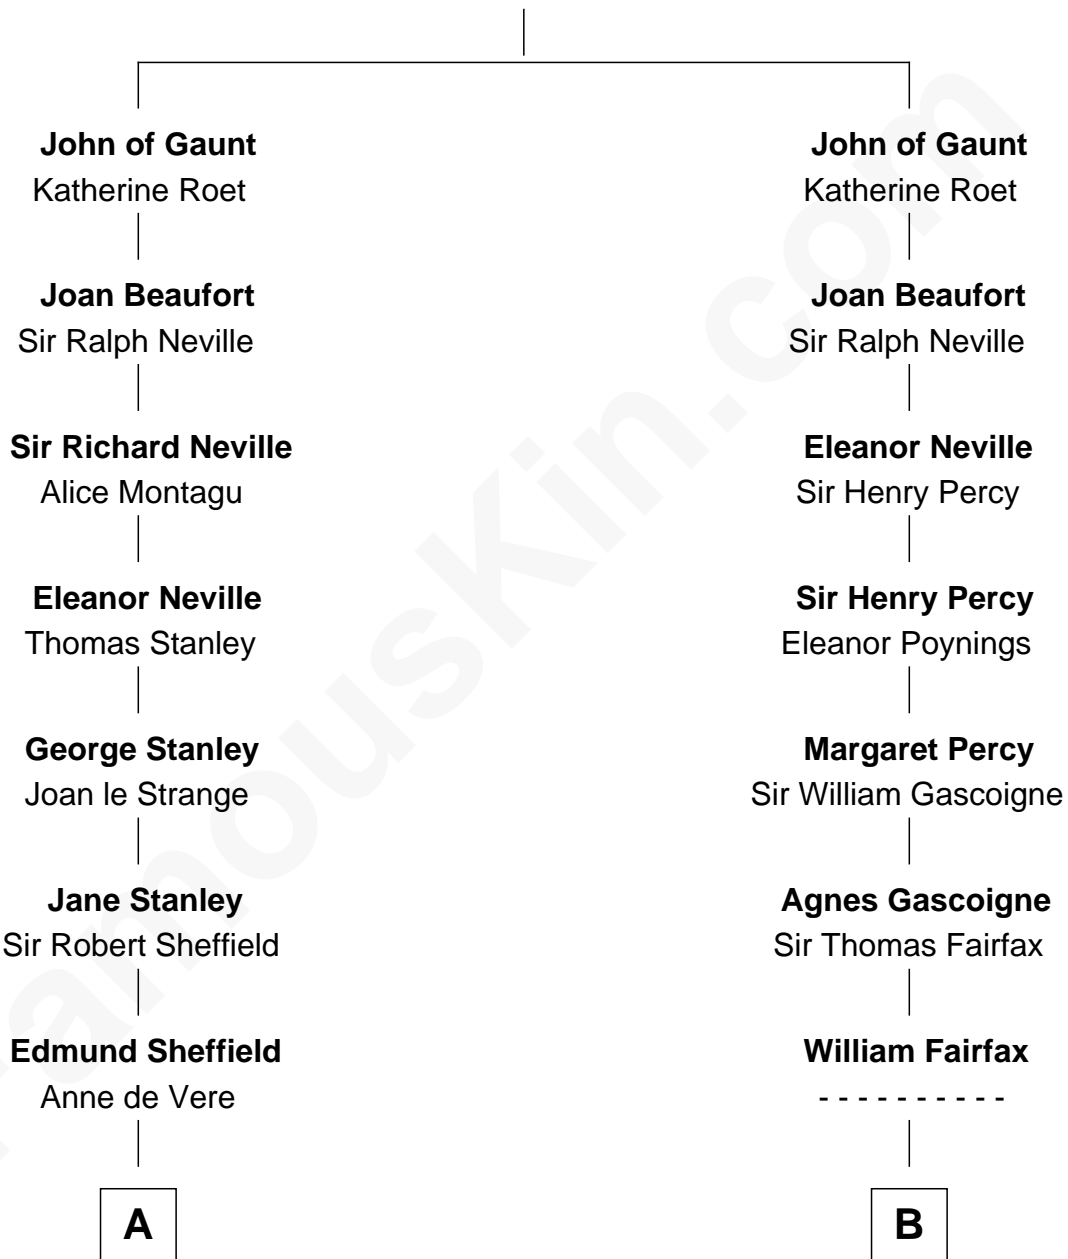 John of Gaunt
Katherine Roet
Joan Beaufort
Sir Ralph Neville
Sir Richard Neville
Alice Montagu
Eleanor Neville
Thomas Stanley
George Stanley
Joan le Strange
Jane Stanley
Sir Robert Sheffield
Edmund Sheffield
Anne de Vere
A
John of Gaunt
Katherine Roet
Joan Beaufort
Sir Ralph Neville
Eleanor Neville
Sir Henry Percy
Sir Henry Percy
Eleanor Poynings
Margaret Percy
Sir William Gascoigne
Agnes Gascoigne
Sir Thomas Fairfax
William Fairfax
- - - - - - - - - -
B
FamousKin.com